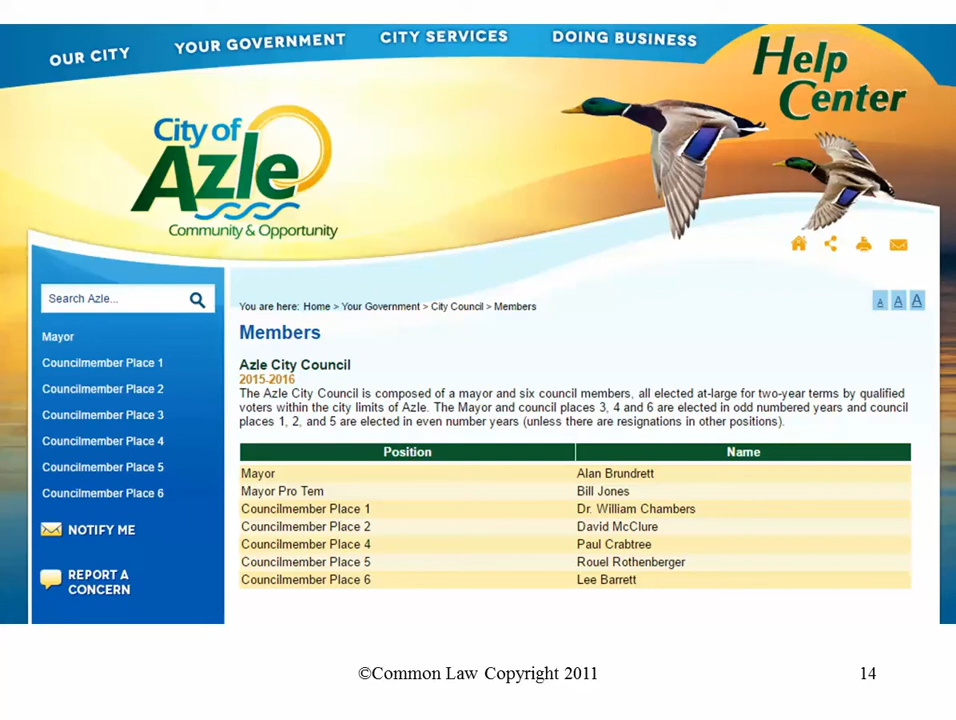 OUR CITY
YOUR GOVERNMENT
CITY SERVICES
DOING BUSINESS
Help
Center
City of
Azle
Community & Opportunity
Search Azle...
Mayor
Councilmember Place 1
Councilmember Place 2
Councilmember Place 3
Councilmember Place 4
Councilmember Place 5
Councilmember Place 6
NOTIFY ME
REPORT A
CONCERN
You are here: Home > Your Government > City Council > Members
A A A
Members
Azle City Council
2015-2016
The Azle City Council is composed of a mayor and six council members, all elected at-large for two-year terms by qualified
voters within the city limits of Azle. The Mayor and council places 3, 4 and 6 are elected in odd numbered years and council
places 1, 2, and 5 are elected in even number years (unless there are resignations in other positions).
Position Name
Mayor Alan Brundrett
Mayor Pro Tem Bill Jones
Councilmember Place 1 Dr. William Chambers
Councilmember Place 2 David McClure
Councilmember Place 4 Paul Crabtree
Councilmember Place 5 Rouel Rothenberger
Councilmember Place 6 Lee Barrett
©Common Law Copyright 2011 14